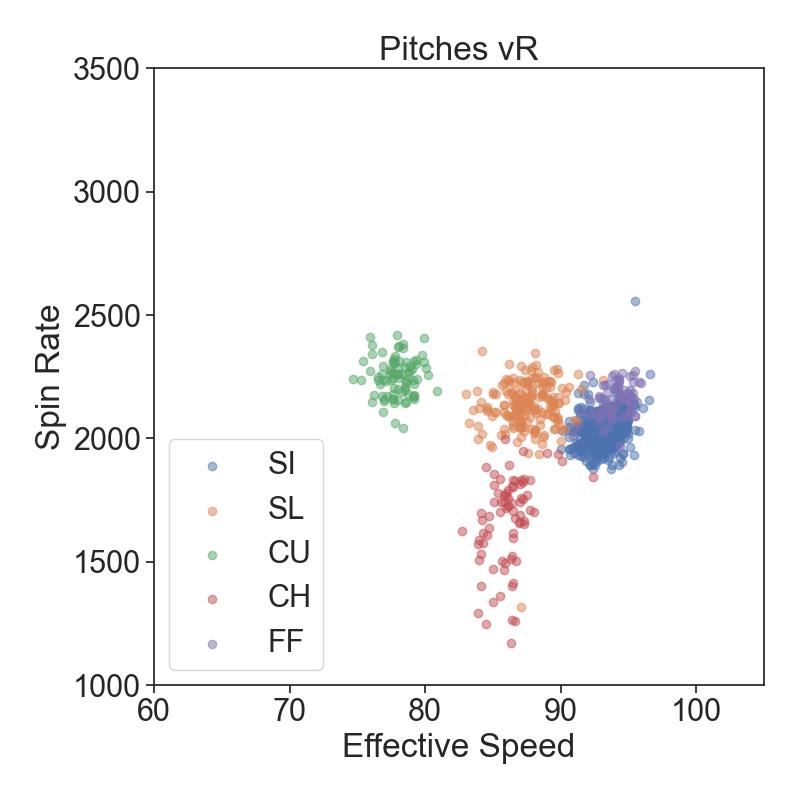 Pitches vR
3500
3000
2500
2000
1500
1000
Spin Rate
SI
SL
CU
CH
FF
60 70 80 90 100
Effective Speed